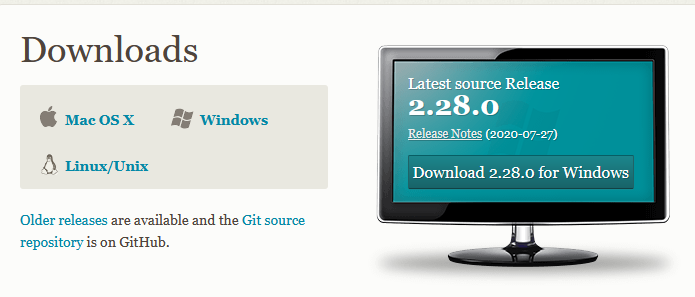 Downloads
Mac OS X
Windows
Linux/Unix
Older releases are available and the Git source
repository is on GitHub.
Latest source Release
2.28.0
Release Notes (2020-07-27)
Download 2.28.0 for Windows